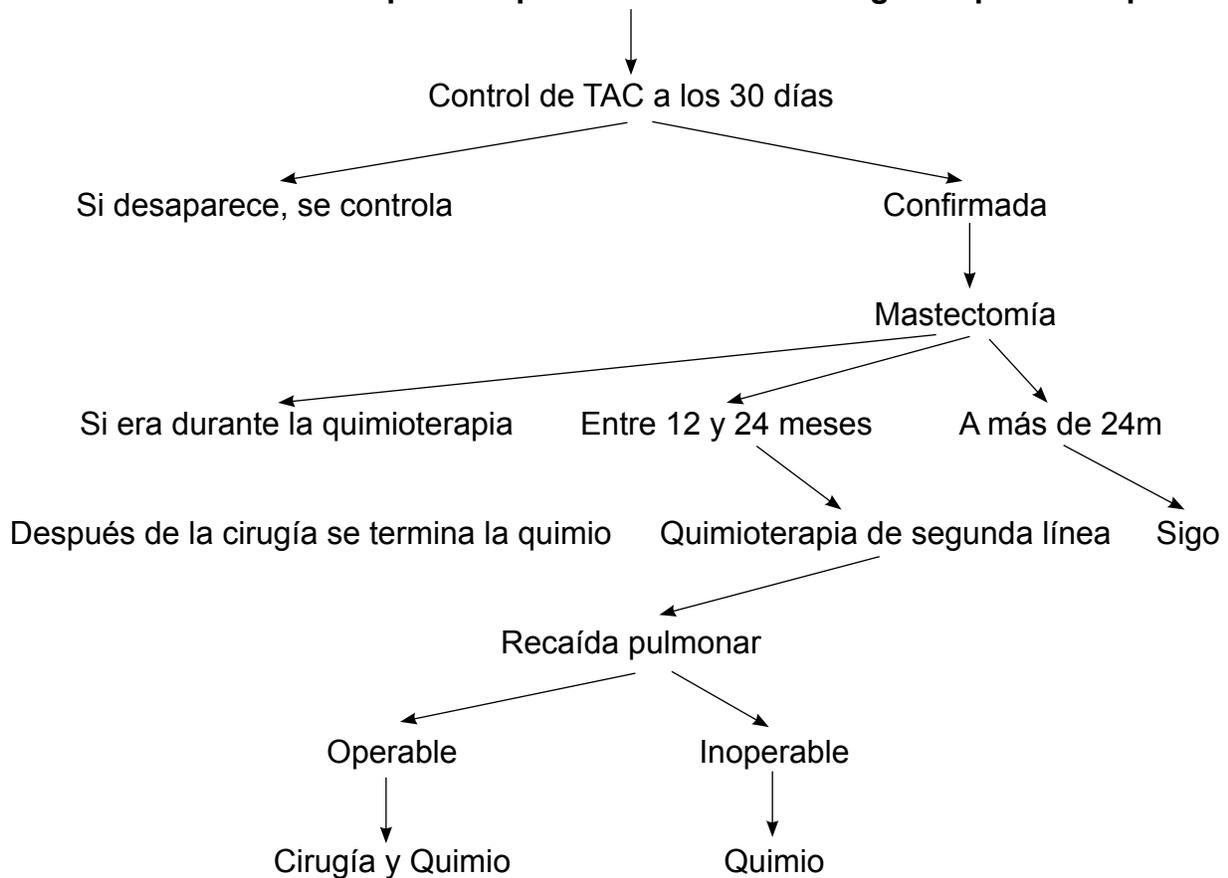 Control de TAC a los 30 días
Si desaparece, se controla
Confirmada
Mastectomía
Si era durante la quimioterapia
Entre 12 y 24 meses
A más de 24m
Después de la cirugía se termina la quimio
Quimioterapia de segunda línea
Sigo
Recaída pulmonar
Operable
Inoperable
Cirugía y Quimio
Quimio